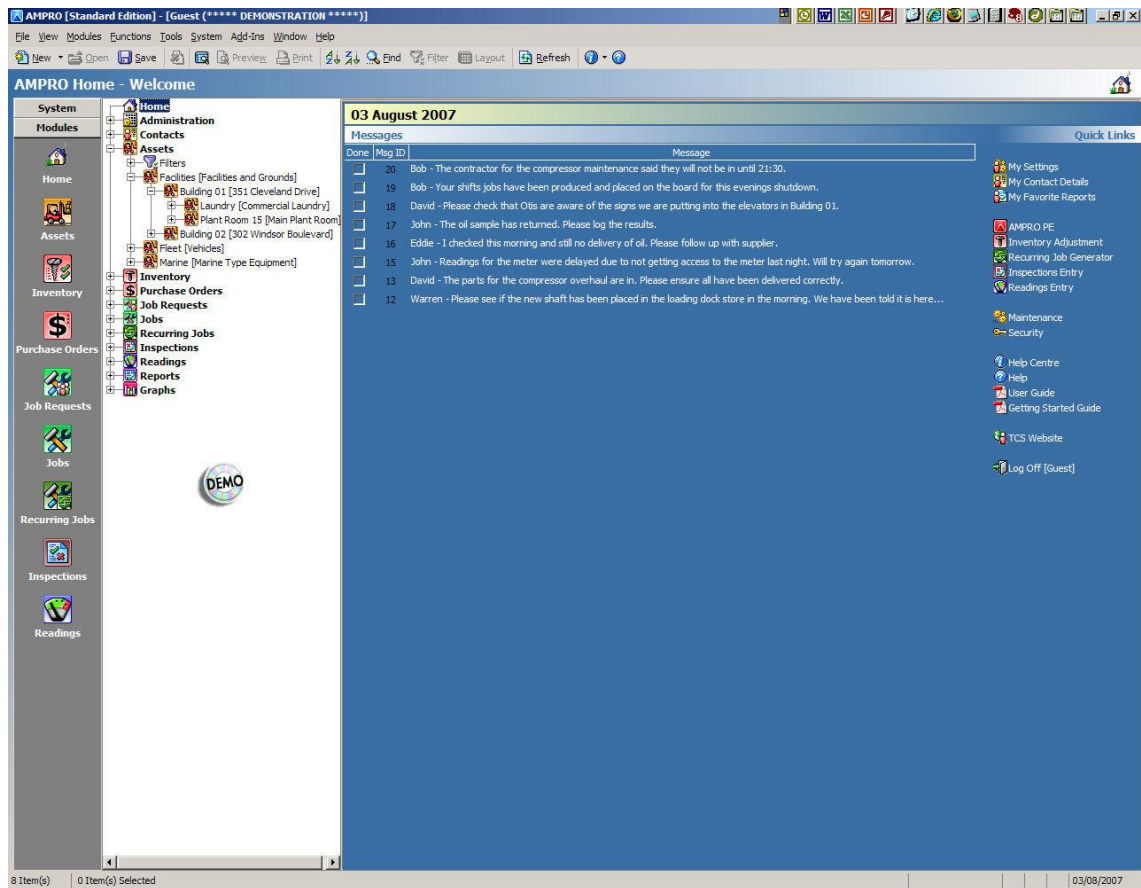 AMPRO [Standard Edition] - [Guest (***** DEMONSTRATION *****)]
File View Modules Functions Tools System Add-Ins Window Help
New Open Save Preview Print Find Filter Layout Refresh
AMPRO Home - Welcome
System
Modules
Home
Assets
Inventory
Purchase Orders
Job Requests
Jobs
Recurring Jobs
Inspections
Readings
Home
Administration
Contacts
Assets
Filters
Facilities [Facilities and Grounds]
Building 01 [351 Cleveland Drive]
Laundry [Commercial Laundry]
Plant Room 15 [Main Plant Room]
Building 02 [302 Windsor Boulevard]
Fleet [Vehicles]
Marine [Marine Type Equipment]
Inventory
Purchase Orders
Job Requests
Jobs
Recurring Jobs
Inspections
Readings
Reports
Graphs
DEMO
03 August 2007
Messages
Done Msg ID Message
20 Bob - The contractor for the compressor maintenance said they will not be in until 21:30.
19 Bob - Your shifts jobs have been produced and placed on the board for this evenings shutdown.
18 David - Please check that Otis are aware of the signs we are putting into the elevators in Building 01.
17 John - The oil sample has returned. Please log the results.
16 Eddie - I checked this morning and still no delivery of oil. Please follow up with supplier.
15 John - Readings for the meter were delayed due to not getting access to the meter last night. Will try again tomorrow.
13 David - The parts for the compressor overhaul are in. Please ensure all have been delivered correctly.
12 Warren - Please see if the new shaft has been placed in the loading dock store in the morning. We have been told it is here...
Quick Links
My Settings
My Contact Details
My Favorite Reports
AMPRO PE
Inventory Adjustment
Recurring Job Generator
Inspections Entry
Readings Entry
Maintenance
Security
Help Centre
Help
User Guide
Getting Started Guide
TCS Website
Log Off [Guest]
8 Item(s) 0 Item(s) Selected 03/08/2007